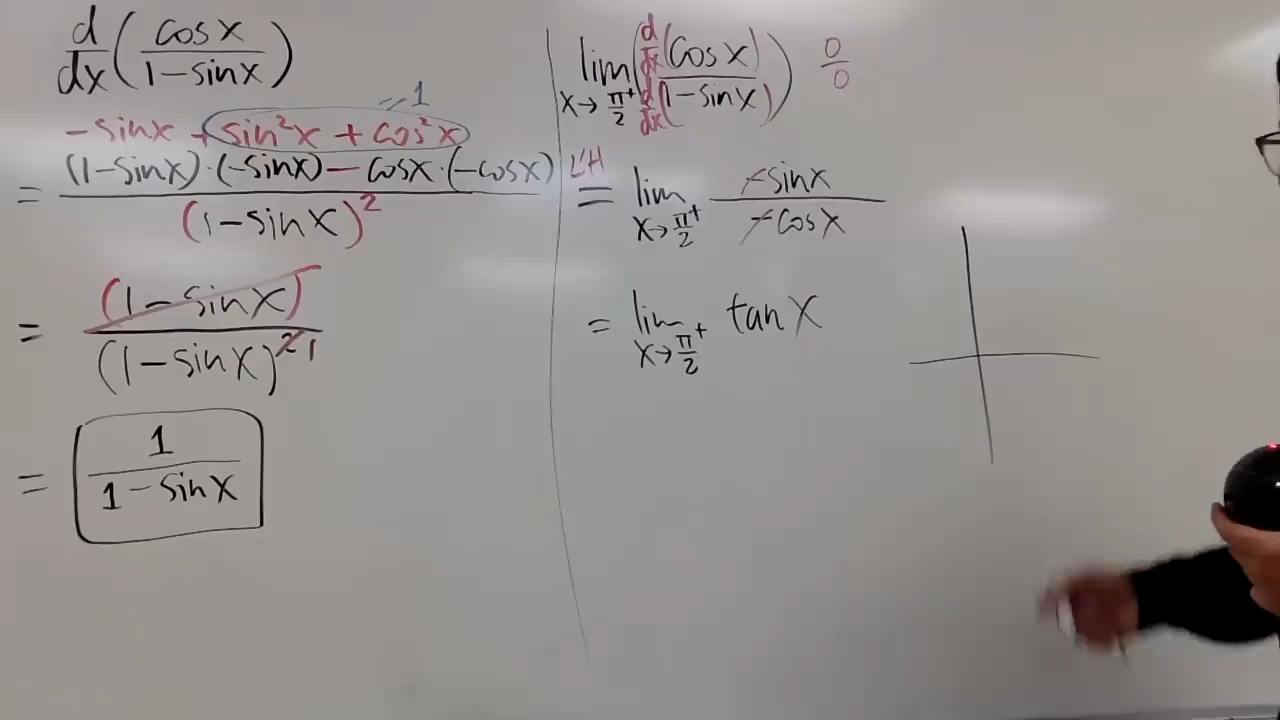 d/dx (cos x / 1 - sin x)
= 1
-sin x + sin²x + cos²x
= (1 - sin x) · (-sin x) - cos x · (-cos x) / (1 - sin x)²
= (1 - sin x) / (1 - sin x)² 1
= 1 / 1 - sin x
lim x → π/2⁺ (d/dx (cos x) / d/dx (1 - sin x)) 0/0
L'H = lim x → π/2⁺ -sin x / -cos x
= lim x → π/2⁺ tan x